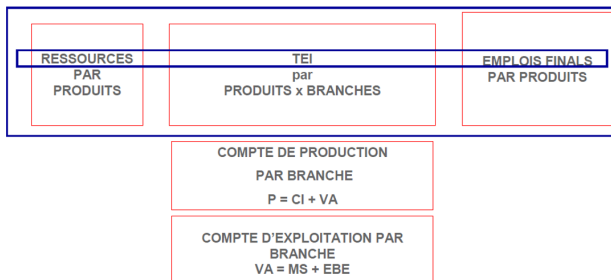 RESSOURCES
PAR
PRODUITS
TEI
par
PRODUITS x BRANCHES
EMPLOIS FINALS
PAR PRODUITS
COMPTE DE PRODUCTION
PAR BRANCHE
P = CI + VA
COMPTE D'EXPLOITATION PAR
BRANCHE
VA = MS + EBE